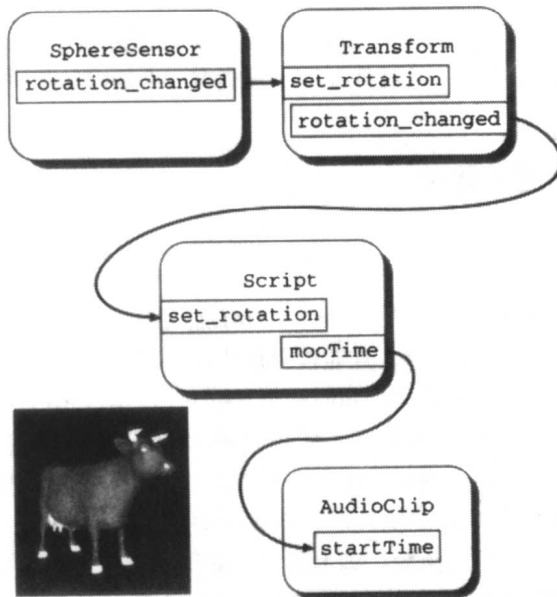 SphereSensor
rotation_changed
Transform
set_rotation
rotation_changed
Script
set_rotation
mooTime
AudioClip
startTime